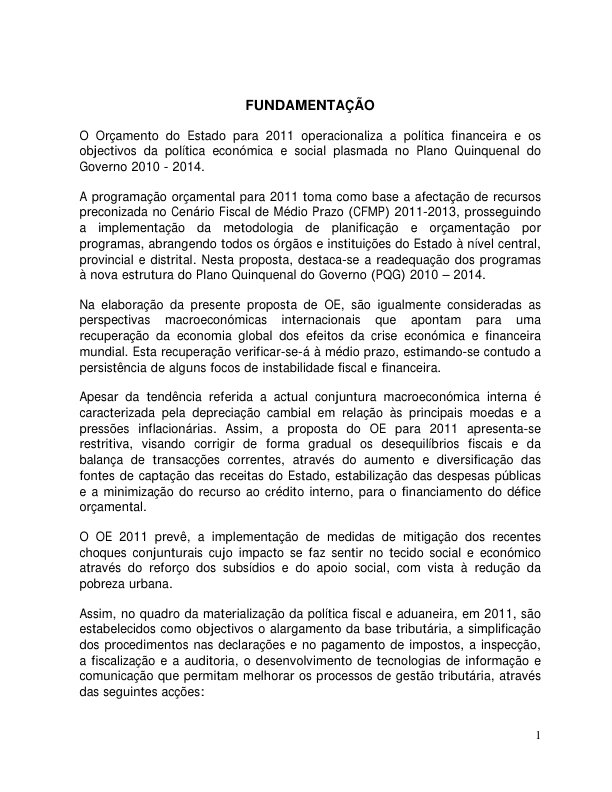 FUNDAMENTAÇÃO
O Orçamento do Estado para 2011 operacionaliza a política financeira e os
objectivos da política económica e social plasmada no Plano Quinquenal do
Governo 2010 - 2014.
A programação orçamental para 2011 toma como base a afectação de recursos
preconizada no Cenário Fiscal de Médio Prazo (CFMP) 2011-2013, prosseguindo
a implementação da metodologia de planificação e orçamentação por
programas, abrangendo todos os órgãos e instituições do Estado à nível central,
provincial e distrital. Nesta proposta, destaca-se a readequação dos programas
à nova estrutura do Plano Quinquenal do Governo (PQG) 2010 – 2014.
Na elaboração da presente proposta de OE, são igualmente consideradas as
perspectivas macroeconómicas internacionais que apontam para uma
recuperação da economia global dos efeitos da crise económica e financeira
mundial. Esta recuperação verificar-se-á à médio prazo, estimando-se contudo a
persistência de alguns focos de instabilidade fiscal e financeira.
Apesar da tendência referida a actual conjuntura macroeconómica interna é
caracterizada pela depreciação cambial em relação às principais moedas e a
pressões inflacionárias. Assim, a proposta do OE para 2011 apresenta-se
restritiva, visando corrigir de forma gradual os desequilíbrios fiscais e da
balança de transacções correntes, através do aumento e diversificação das
fontes de captação das receitas do Estado, estabilização das despesas públicas
e a minimização do recurso ao crédito interno, para o financiamento do défice
orçamental.
O OE 2011 prevê, a implementação de medidas de mitigação dos recentes
choques conjunturais cujo impacto se faz sentir no tecido social e económico
através do reforço dos subsídios e do apoio social, com vista à redução da
pobreza urbana.
Assim, no quadro da materialização da política fiscal e aduaneira, em 2011, são
estabelecidos como objectivos o alargamento da base tributária, a simplificação
dos procedimentos nas declarações e no pagamento de impostos, a inspecção,
a fiscalização e a auditoria, o desenvolvimento de tecnologias de informação e
comunicação que permitam melhorar os processos de gestão tributária, através
das seguintes acções:
1